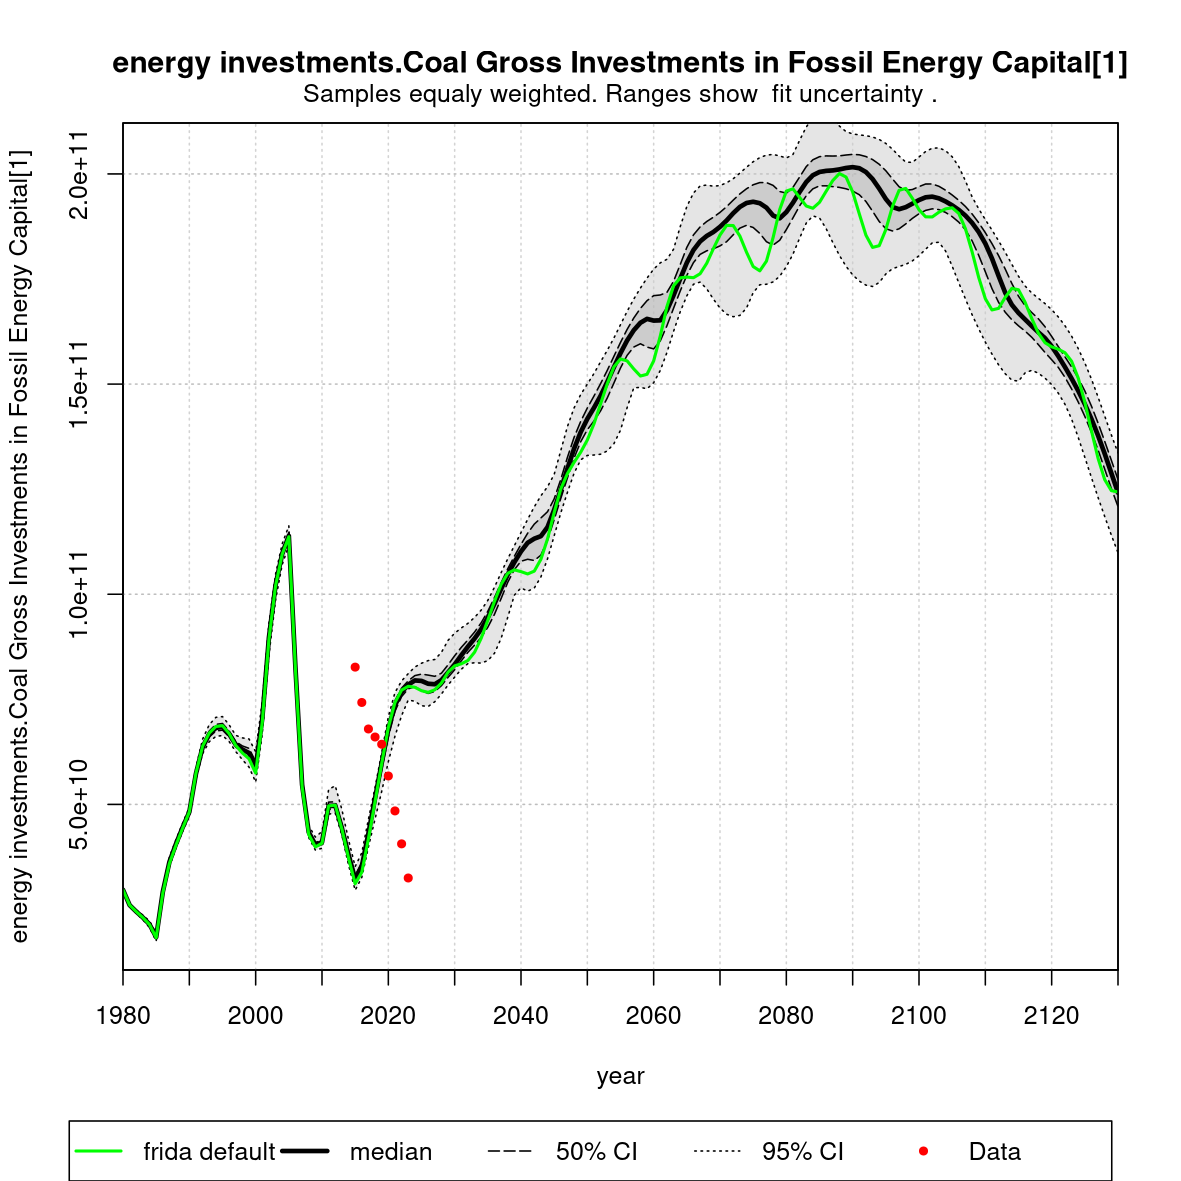 energy investments.Coal Gross Investments in Fossil Energy Capital[1]
Samples equaly weighted. Ranges show  fit uncertainty .
energy investments.Coal Gross Investments in Fossil Energy Capital[1]
2.0e+11
1.5e+11
1.0e+11
5.0e+10
1980 2000 2020 2040 2060 2080 2100 2120
year
frida default median 50% CI 95% CI Data